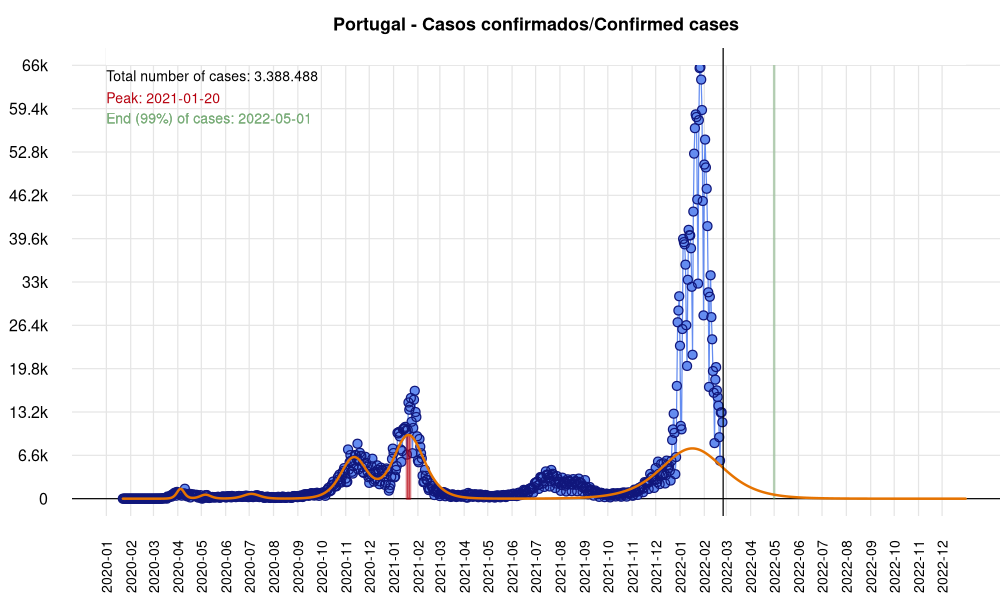 Portugal - Casos confirmados/Confirmed cases
Total number of cases: 3.388.488
Peak: 2021-01-20
End (99%) of cases: 2022-05-01
66k
59.4k
52.8k
46.2k
39.6k
33k
26.4k
19.8k
13.2k
6.6k
0
2020-01
2020-02
2020-03
2020-04
2020-05
2020-06
2020-07
2020-08
2020-09
2020-10
2020-11
2020-12
2021-01
2021-02
2021-03
2021-04
2021-05
2021-06
2021-07
2021-08
2021-09
2021-10
2021-11
2021-12
2022-01
2022-02
2022-03
2022-04
2022-05
2022-06
2022-07
2022-08
2022-09
2022-10
2022-11
2022-12